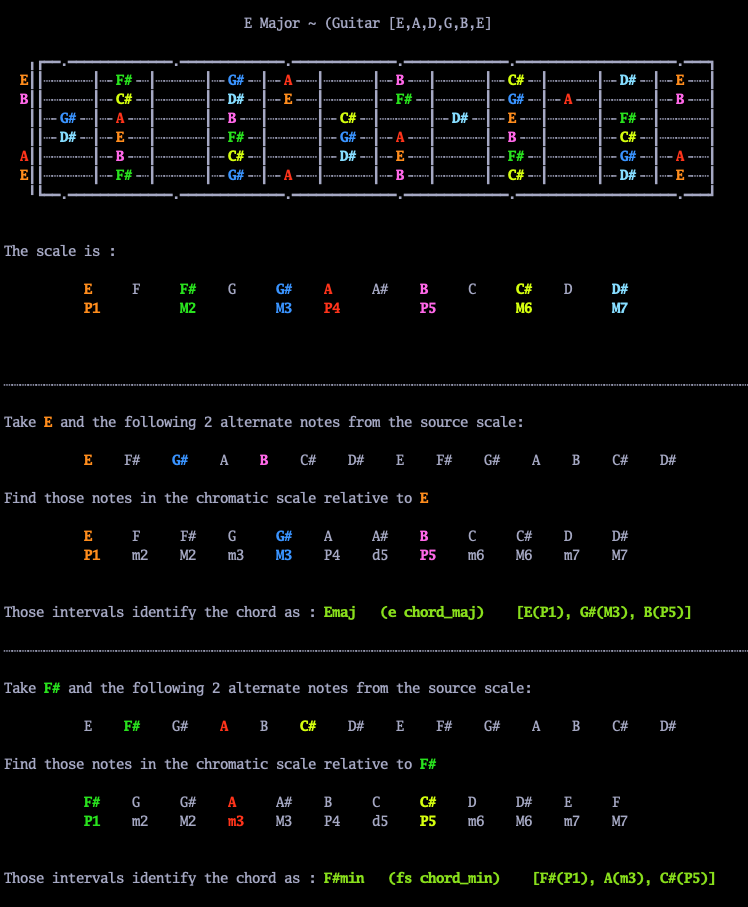 E Major ~ (Guitar [E,A,D,G,B,E]
E F# G# A B C# D# E
B C# D# E F# G# A B
G# A B C# D# E F#
D# E F# G# A B C#
A B C# D# E F# G# A
E F# G# A B C# D# E
The scale is :
E F F# G G# A A# B C C# D D#
P1 M2 M3 P4 P5 M6 M7
Take E and the following 2 alternate notes from the source scale:
E F# G# A B C# D# E F# G# A B C# D#
Find those notes in the chromatic scale relative to E
E F F# G G# A A# B C C# D D#
P1 m2 M2 m3 M3 P4 d5 P5 m6 M6 m7 M7
Those intervals identify the chord as : Emaj (e chord_maj) [E(P1), G#(M3), B(P5)]
Take F# and the following 2 alternate notes from the source scale:
E F# G# A B C# D# E F# G# A B C# D#
Find those notes in the chromatic scale relative to F#
F# G G# A A# B C C# D D# E F
P1 m2 M2 m3 M3 P4 d5 P5 m6 M6 m7 M7
Those intervals identify the chord as : F#min (fs chord_min) [F#(P1), A(m3), C#(P5)]